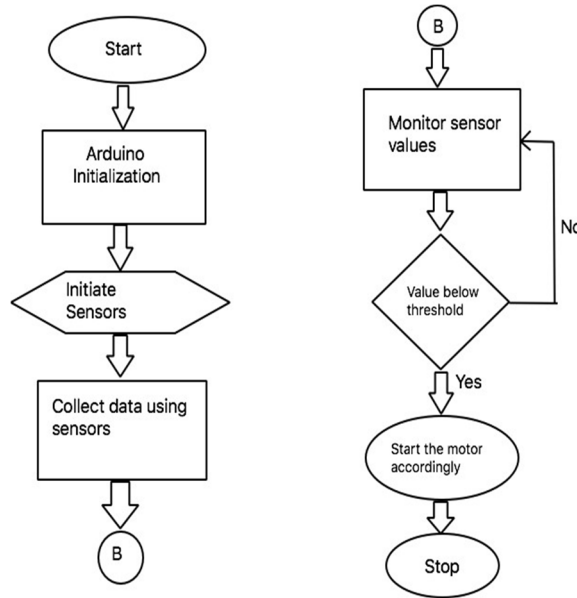 Start
Arduino
Initialization
Initiate
Sensors
Collect data using
sensors
B
B
Monitor sensor
values
Value below
threshold
No
Yes
Start the motor
accordingly
Stop